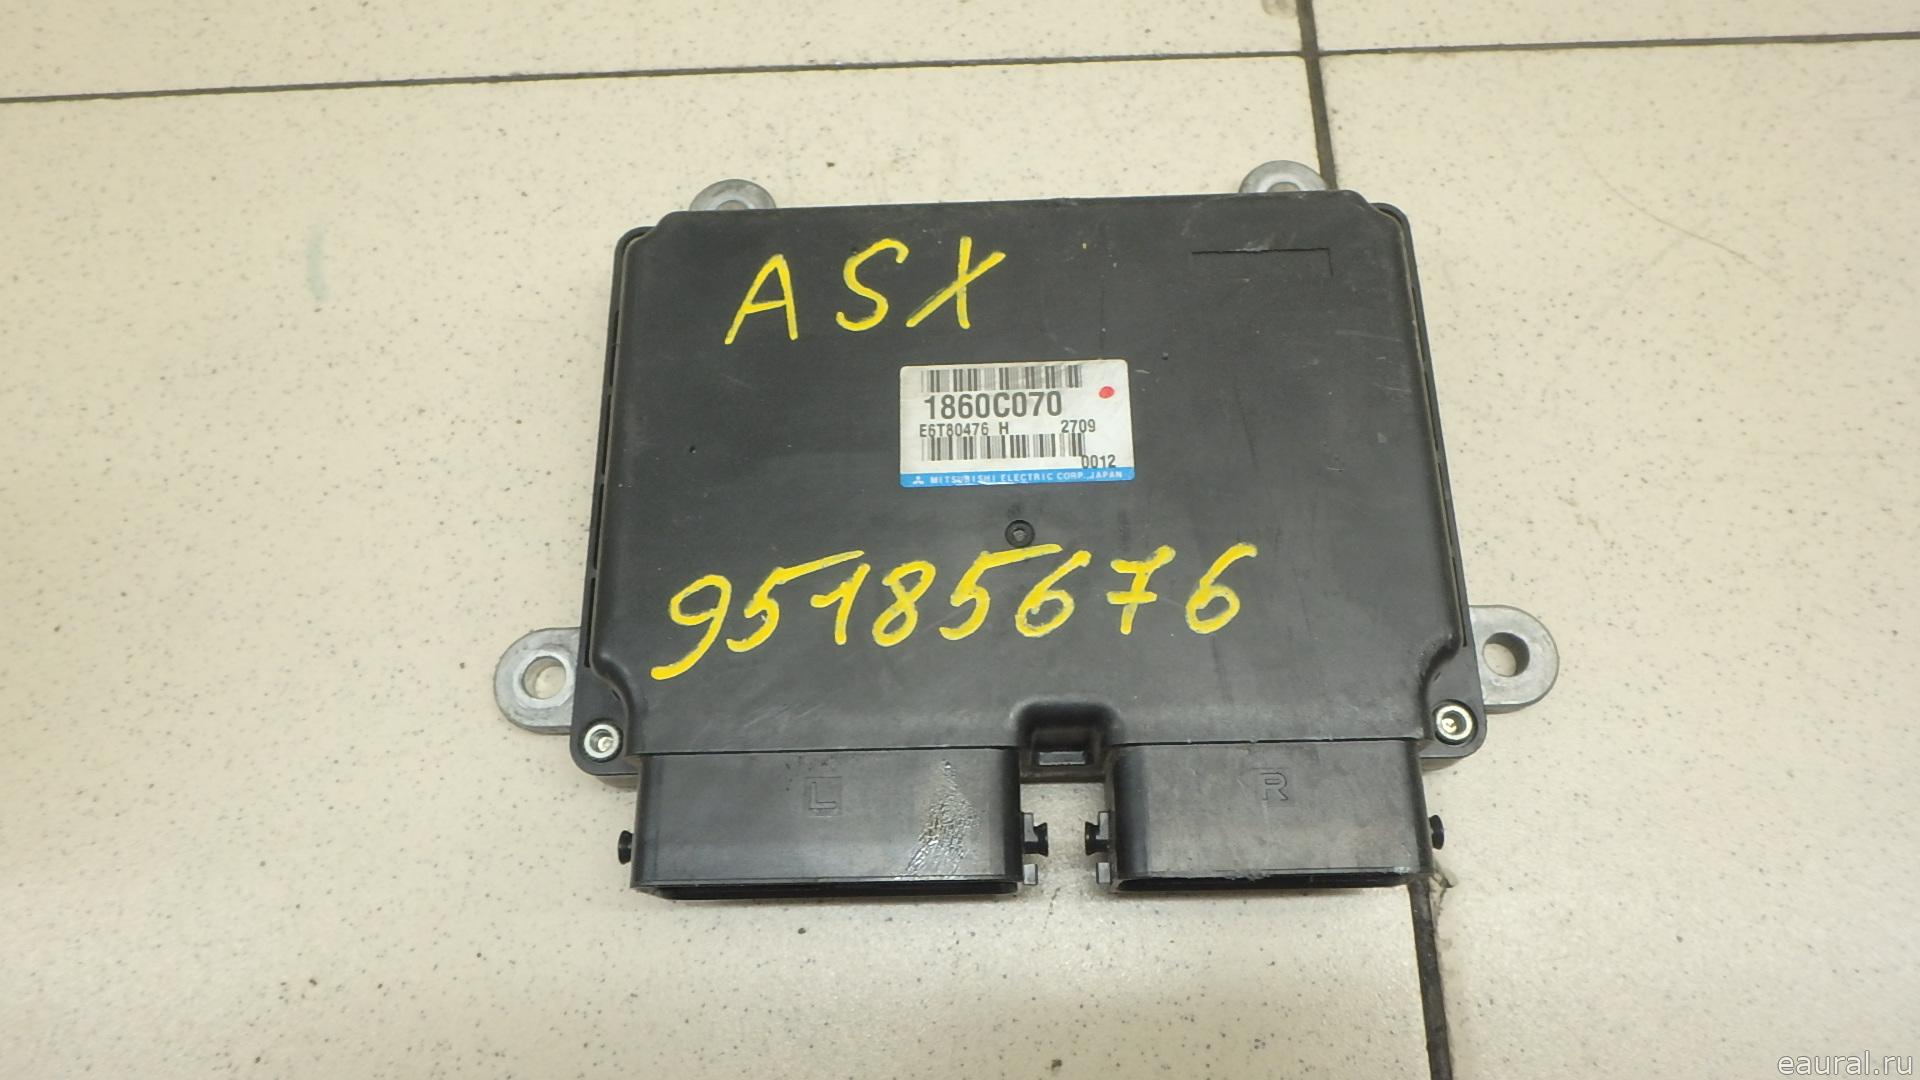 ASX
1860C070
E6T80476 H 2709
0012
MITSUBISHI ELECTRIC CORP.,JAPAN
95185676
L R
eaural.ru